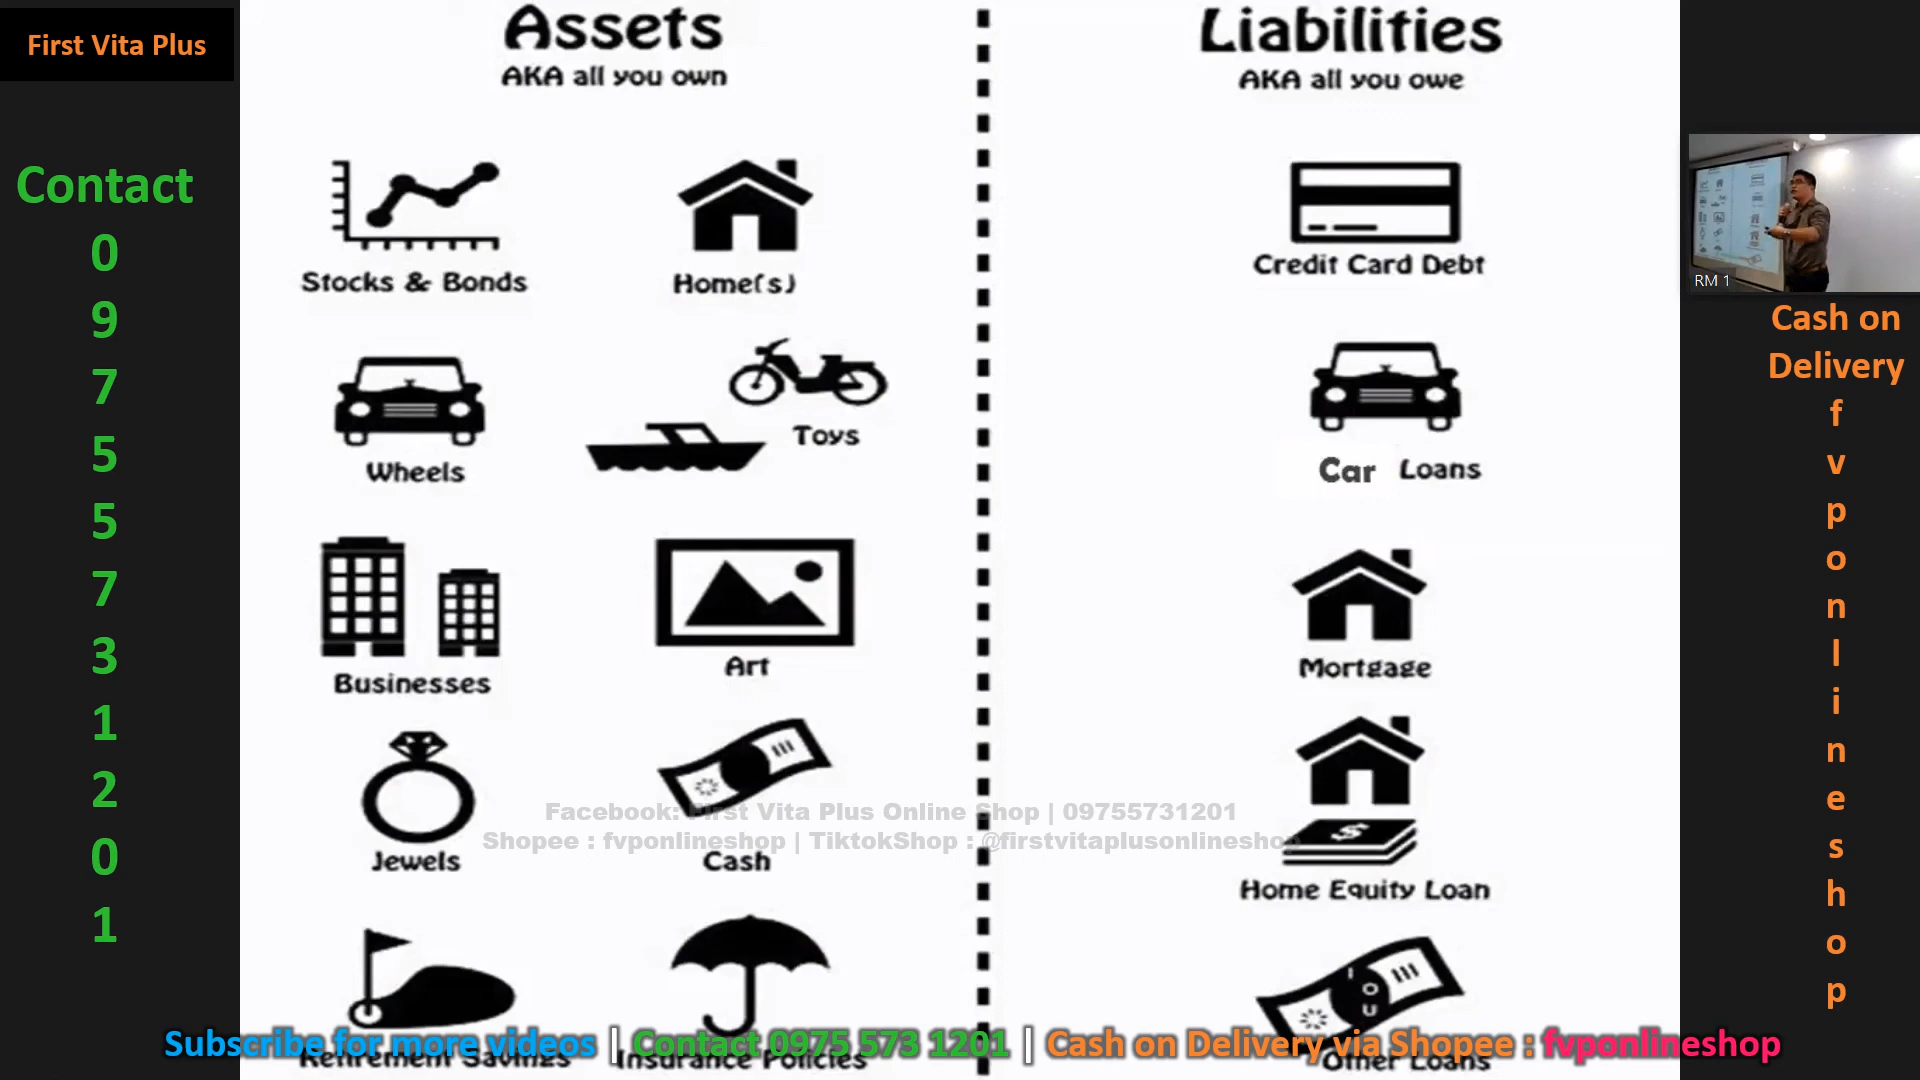 First Vita Plus
Contact
0
9
7
5
5
7
3
1
2
0
1
Assets
AKA all you own
Stocks & Bonds
Home(s)
Wheels
Toys
Businesses
Art
Jewels
Cash
Retirement Savings
Insurance Policies
Liabilities
AKA all you owe
Credit Card Debt
Car Loans
Mortgage
Home Equity Loan
$
I
O
U
Other Loans
Facebook: First Vita Plus Online Shop | 09755731201
Shopee : fvponlineshop | TiktokShop : @firstvitaplusonlineshop
RM 1
Cash on
Delivery
f
v
p
o
n
l
i
n
e
s
h
o
p
Subscribe for more videos | Contact 0975 573 1201 | Cash on Delivery via Shopee : fvponlineshop